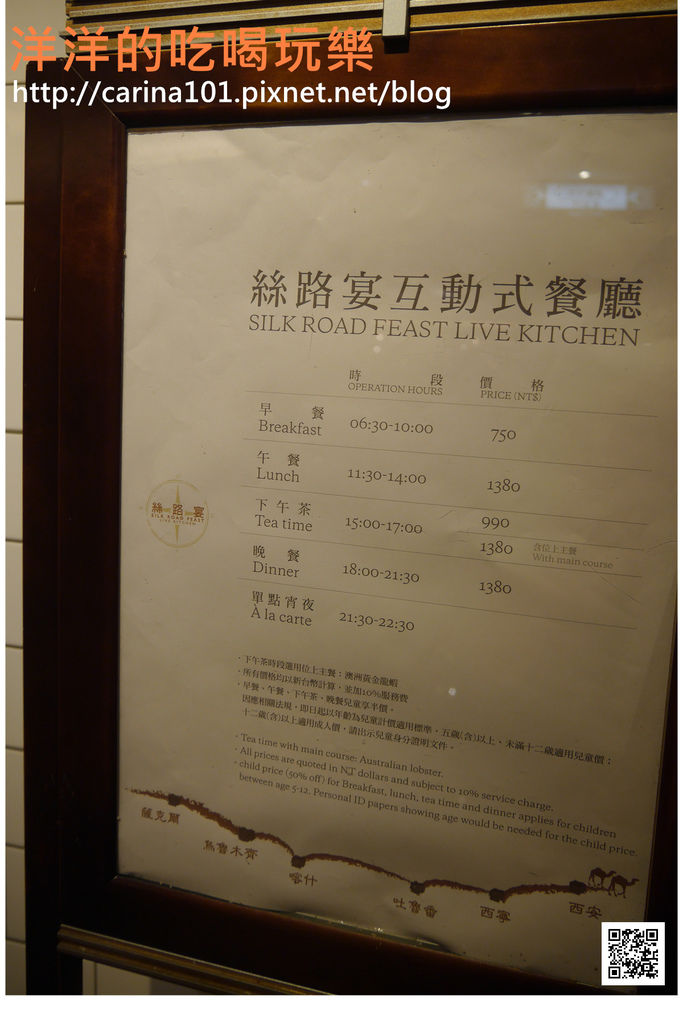 洋洋的吃喝玩樂
http://carina101.pixnet.net/blog
絲路宴互動式餐廳
SILK ROAD FEAST LIVE KITCHEN
時段 價格
OPERATION HOURS PRICE (NT$)
早餐
Breakfast 06:30-10:00 750
午餐
Lunch 11:30-14:00 1380
下午茶 990
Tea time 15:00-17:00
1380 含位上主餐
With main course
晚餐
Dinner 18:00-21:30 1380
單點宵夜
À la carte 21:30-22:30
絲路宴
SILK ROAD FEAST
LIVE KITCHEN
·下午茶時段選用位上主餐：澳洲黃金龍蝦
·所有價格均以新台幣計算，並加10%服務費
·早餐、午餐、下午茶、晚餐兒童享半價。
因應相關法規，即日起以年齡為兒童計價適用標準，五歲(含)以上、未滿十二歲適用兒童價；
十二歲(含)以上適用成人價，請出示兒童身分證明文件。
· Tea time with main course: Australian lobster.
· All prices are quoted in NT dollars and subject to 10% service charge.
· child price (50% off) for Breakfast, lunch, tea time and dinner applies for children
between age 5-12. Personal ID papers showing age would be needed for the child price.
薩克爾
烏魯木齊
喀什
吐魯番
西寧
西安